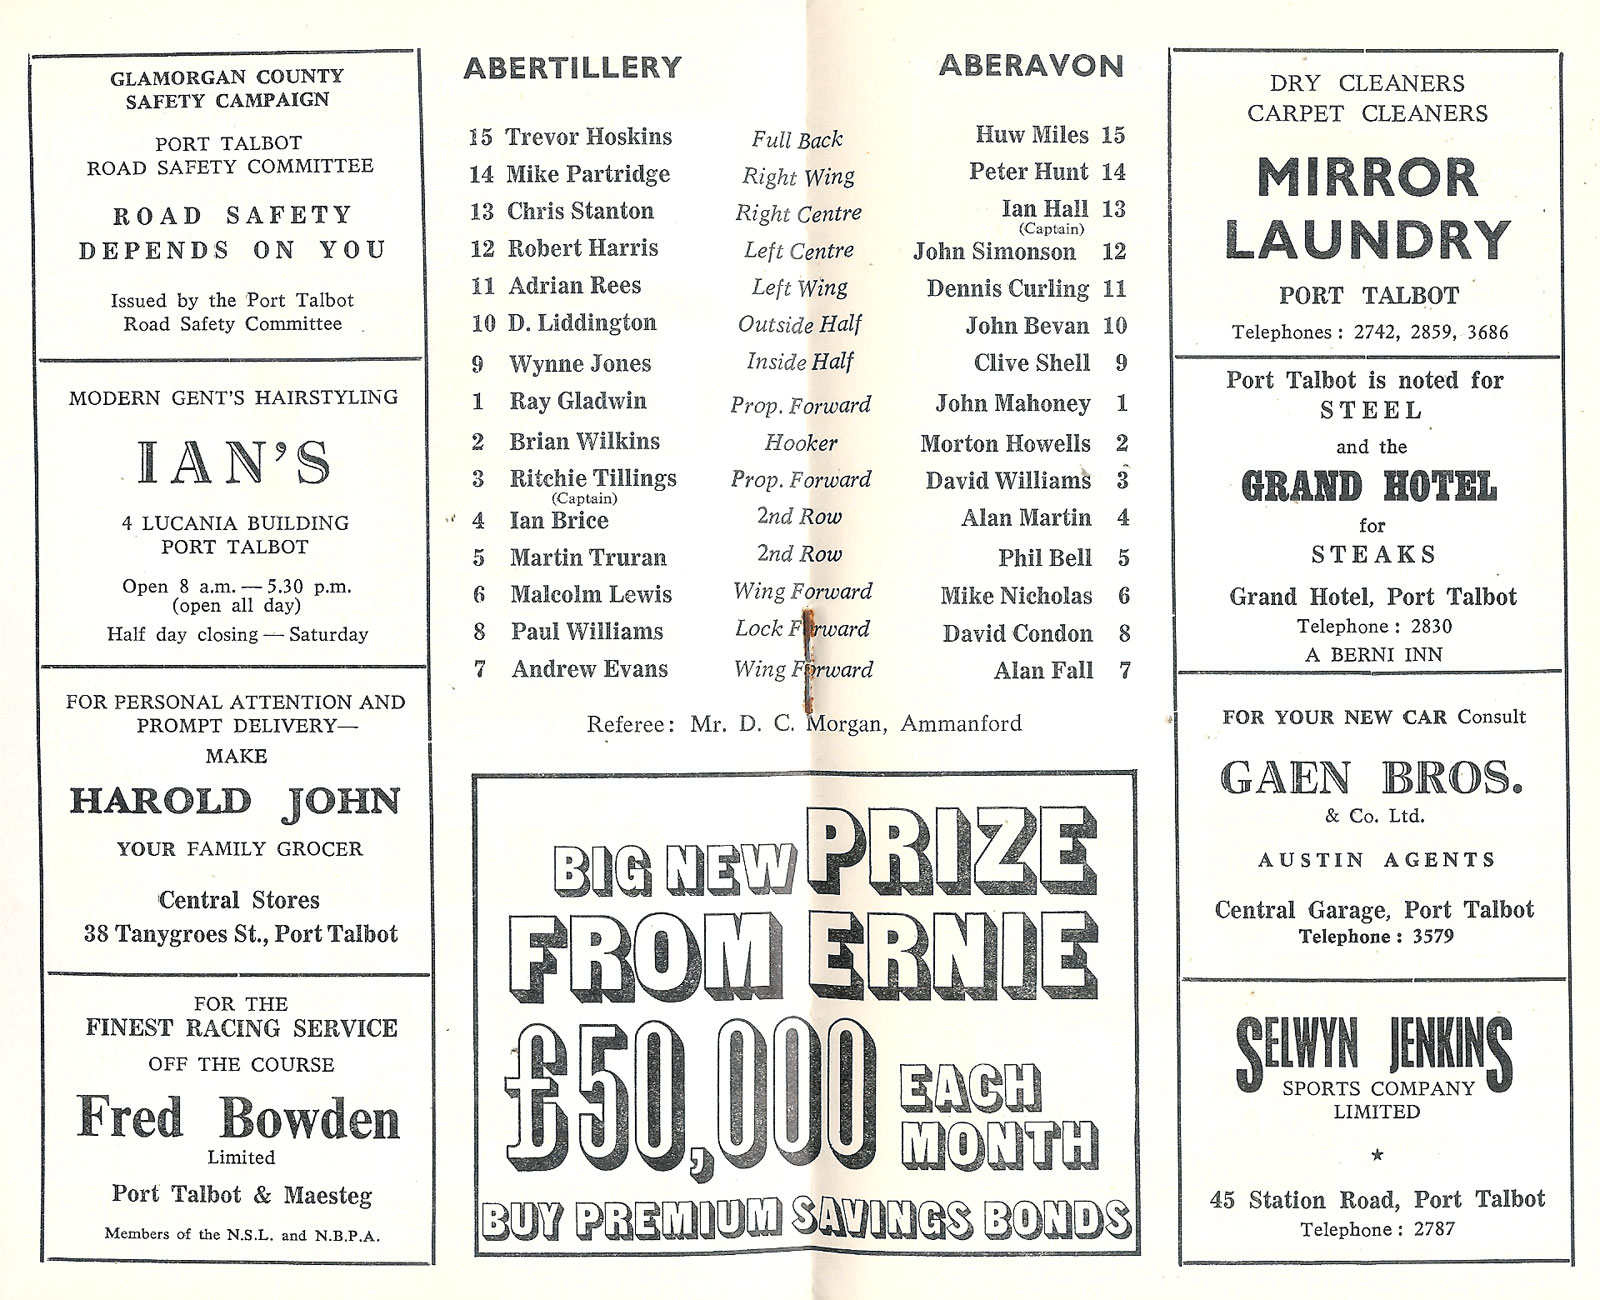 GLAMORGAN COUNTY
SAFETY CAMPAIGN
PORT TALBOT
ROAD SAFETY COMMITTEE
ROAD SAFETY
DEPENDS ON YOU
Issued by the Port Talbot
Road Safety Committee
MODERN GENT'S HAIRSTYLING
IAN'S
4 LUCANIA BUILDING
PORT TALBOT
Open 8 a.m. — 5.30 p.m.
(open all day)
Half day closing — Saturday
FOR PERSONAL ATTENTION AND
PROMPT DELIVERY—
MAKE
HAROLD JOHN
YOUR FAMILY GROCER
Central Stores
38 Tanygroes St., Port Talbot
FOR THE
FINEST RACING SERVICE
OFF THE COURSE
Fred Bowden
Limited
Port Talbot & Maesteg
Members of the N.S.L. and N.B.P.A.
ABERTILLERY ABERAVON
15 Trevor Hoskins Full Back Huw Miles 15
14 Mike Partridge Right Wing Peter Hunt 14
13 Chris Stanton Right Centre Ian Hall 13
(Captain)
12 Robert Harris Left Centre John Simonson 12
11 Adrian Rees Left Wing Dennis Curling 11
10 D. Liddington Outside Half John Bevan 10
9 Wynne Jones Inside Half Clive Shell 9
1 Ray Gladwin Prop. Forward John Mahoney 1
2 Brian Wilkins Hooker Morton Howells 2
3 Ritchie Tillings Prop. Forward David Williams 3
(Captain)
4 Ian Brice 2nd Row Alan Martin 4
5 Martin Truran 2nd Row Phil Bell 5
6 Malcolm Lewis Wing Forward Mike Nicholas 6
8 Paul Williams Lock Forward David Condon 8
7 Andrew Evans Wing Forward Alan Fall 7
Referee: Mr. D. C. Morgan, Ammanford
BIG NEW PRIZE
FROM ERNIE
£50,000 EACH
MONTH
BUY PREMIUM SAVINGS BONDS
DRY CLEANERS
CARPET CLEANERS
MIRROR
LAUNDRY
PORT TALBOT
Telephones: 2742, 2859, 3686
Port Talbot is noted for
STEEL
and the
GRAND HOTEL
for
STEAKS
Grand Hotel, Port Talbot
Telephone: 2830
A BERNI INN
FOR YOUR NEW CAR Consult
GAEN BROS.
& Co. Ltd.
AUSTIN AGENTS
Central Garage, Port Talbot
Telephone: 3579
SELWYN JENKINS
SPORTS COMPANY
LIMITED
★
45 Station Road, Port Talbot
Telephone: 2787